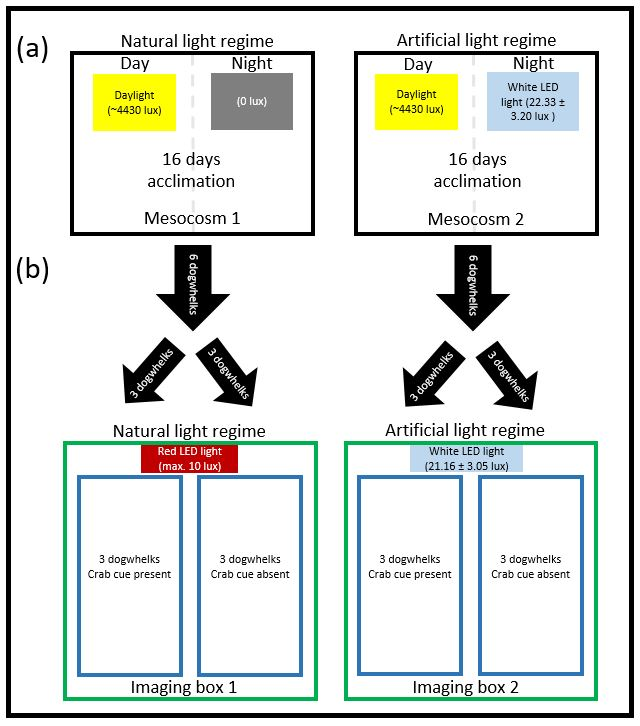 (a)
Natural light regime
Day
Night
Daylight
(~4430 lux)
(0 lux)
16 days
acclimation
Mesocosm 1
Artificial light regime
Day
Night
Daylight
(~4430 lux)
White LED
light (22.33 ±
3.20 lux )
16 days
acclimation
Mesocosm 2
(b)
6 dogwhelks
3 dogwhelks
3 dogwhelks
6 dogwhelks
3 dogwhelks
3 dogwhelks
Natural light regime
Red LED light
(max. 10 lux)
3 dogwhelks
Crab cue present
3 dogwhelks
Crab cue absent
Imaging box 1
Artificial light regime
White LED light
(21.16 ± 3.05 lux)
3 dogwhelks
Crab cue present
3 dogwhelks
Crab cue absent
Imaging box 2